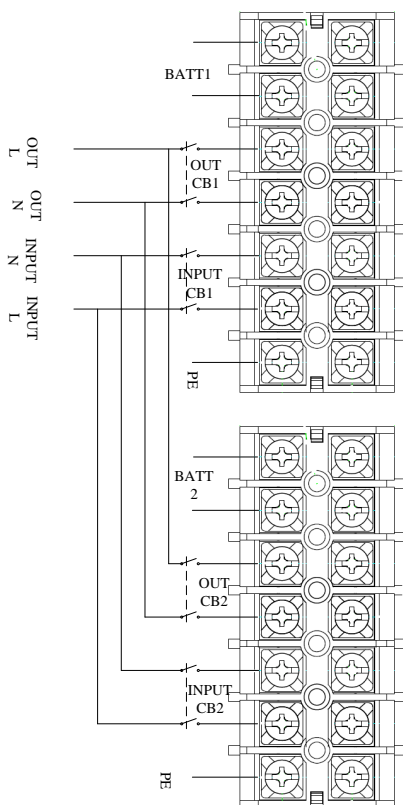 BATT1
OUT
CB1
OUT
L
OUT
N
INPUT
N
INPUT
L
INPUT
CB1
PE
BATT
2
OUT
CB2
INPUT
CB2
PE